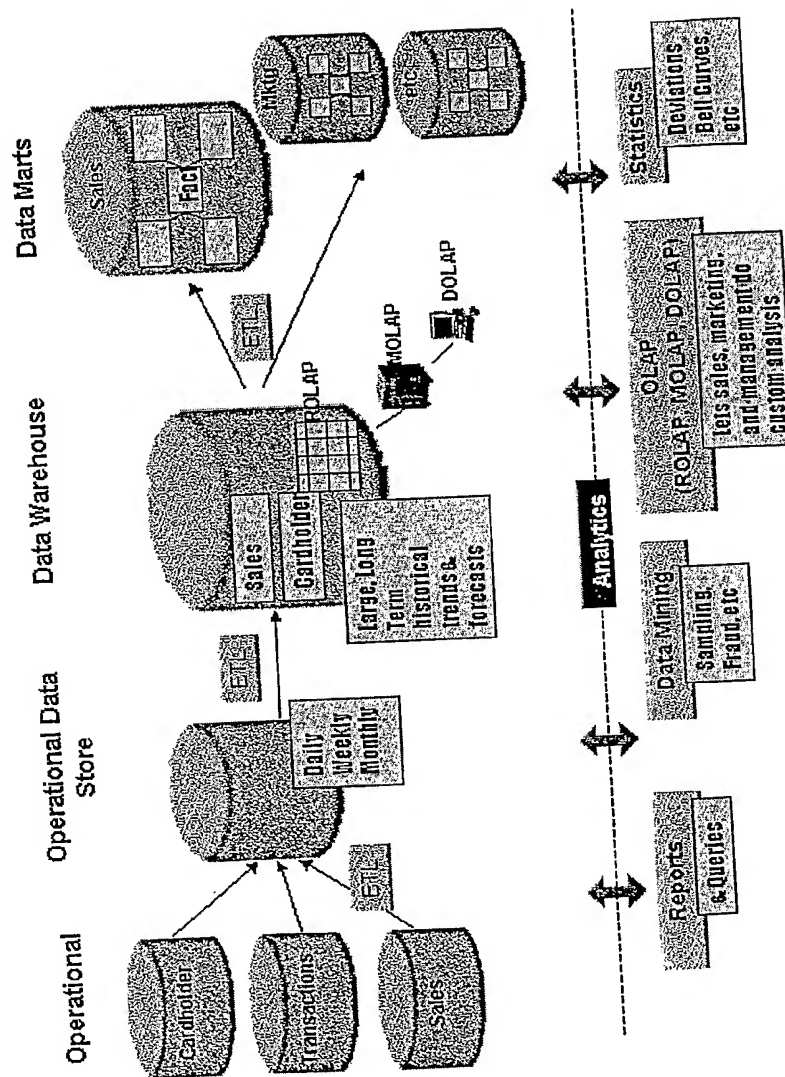 Operational
Operational Data
Store
Data Warehouse
Data Marts
Cardholder
Transactions
Sales
ETL
Daily
Weekly
Monthly
ETL
Sales
Cardholder
Large, Long
Term
historical
trends &
forecasts
ROLAP
MOLAP
DOLAP
ETL
Sales
Fact
Mktg
etc
Analytics
Reports
& Queries
Data Mining
Sampling,
Fraud, etc
OLAP
(ROLAP, MOLAP, DOLAP)
Lets sales, marketing,
and management do
custom analysis
Statistics
Deviations
Bell Curves,
etc